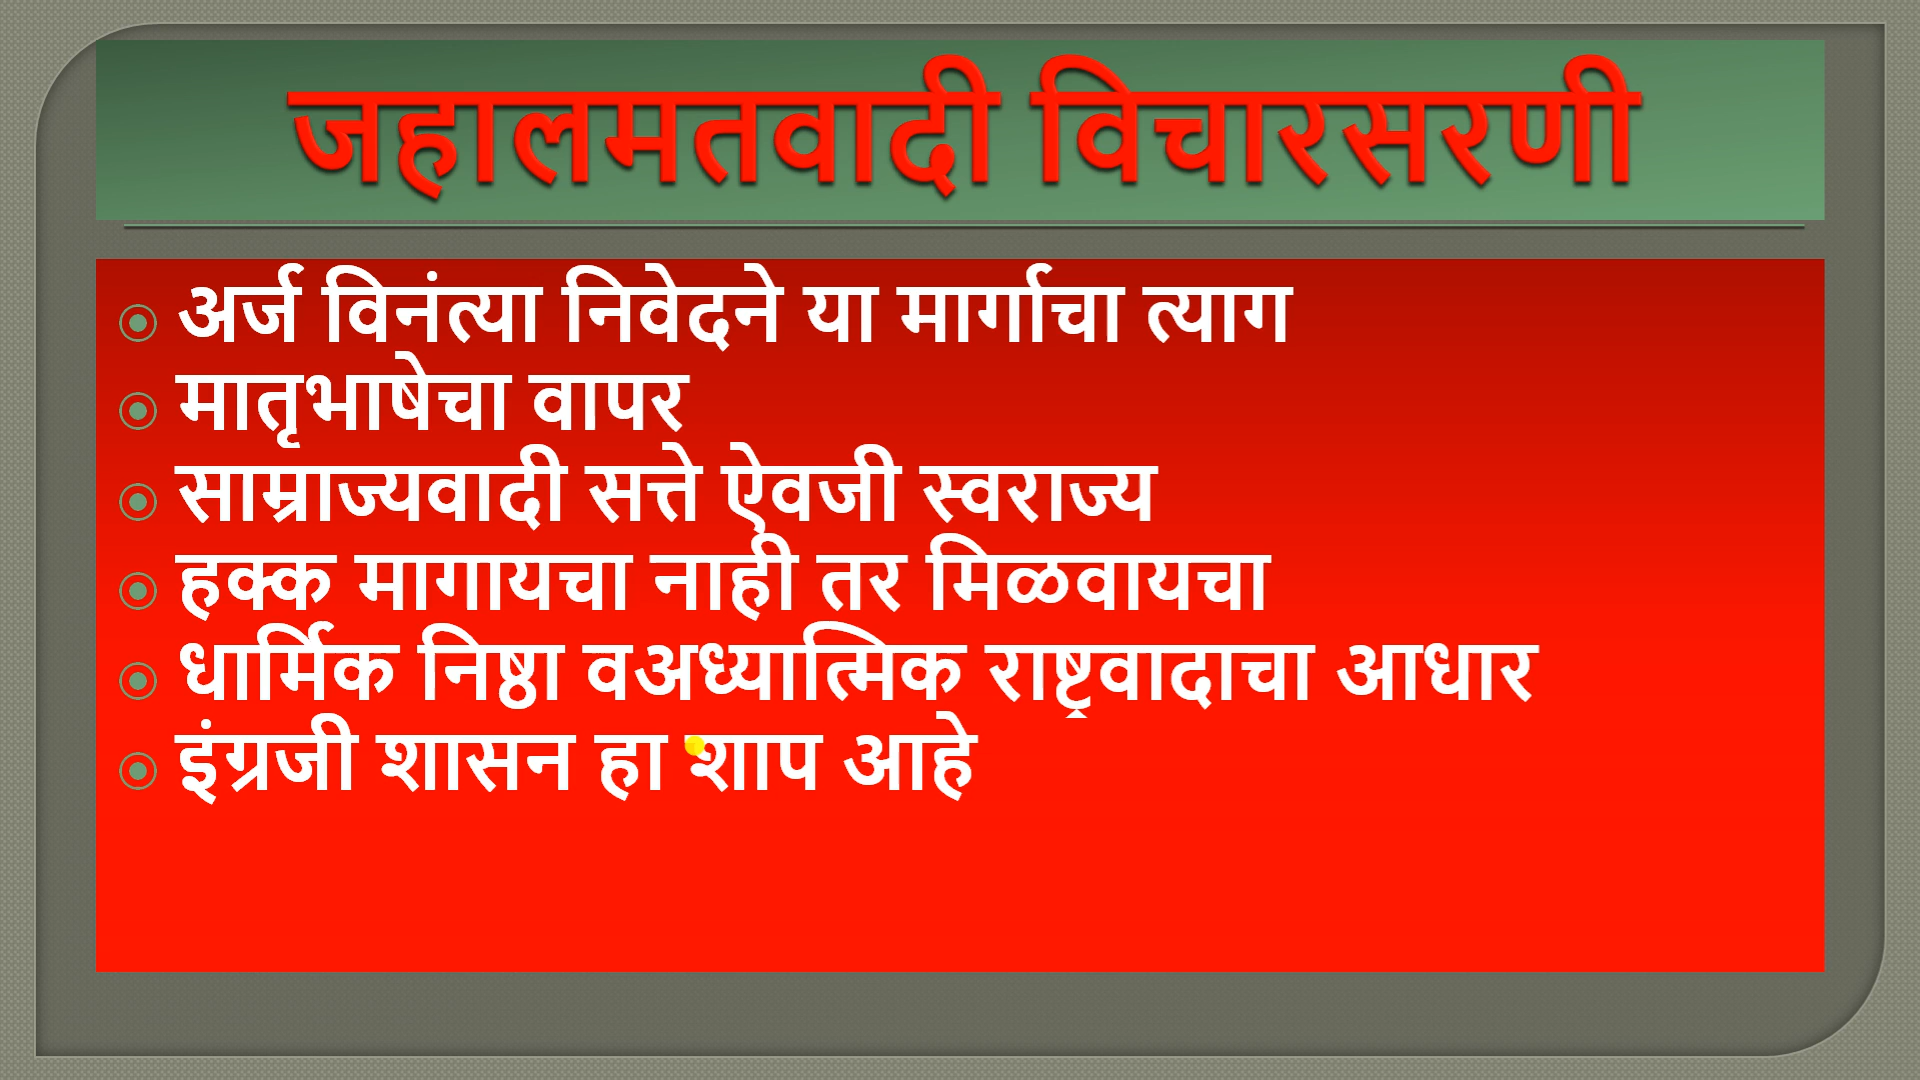 जहालमतवादी विचारसरणी
अर्ज विनंत्या निवेदने या मार्गाचा त्याग
मातृभाषेचा वापर
साम्राज्यवादी सत्ते ऐवजी स्वराज्य
हक्क मागायचा नाही तर मिळवायचा
धार्मिक निष्ठा वअध्यात्मिक राष्ट्रवादाचा आधार
इंग्रजी शासन हा शाप आहे